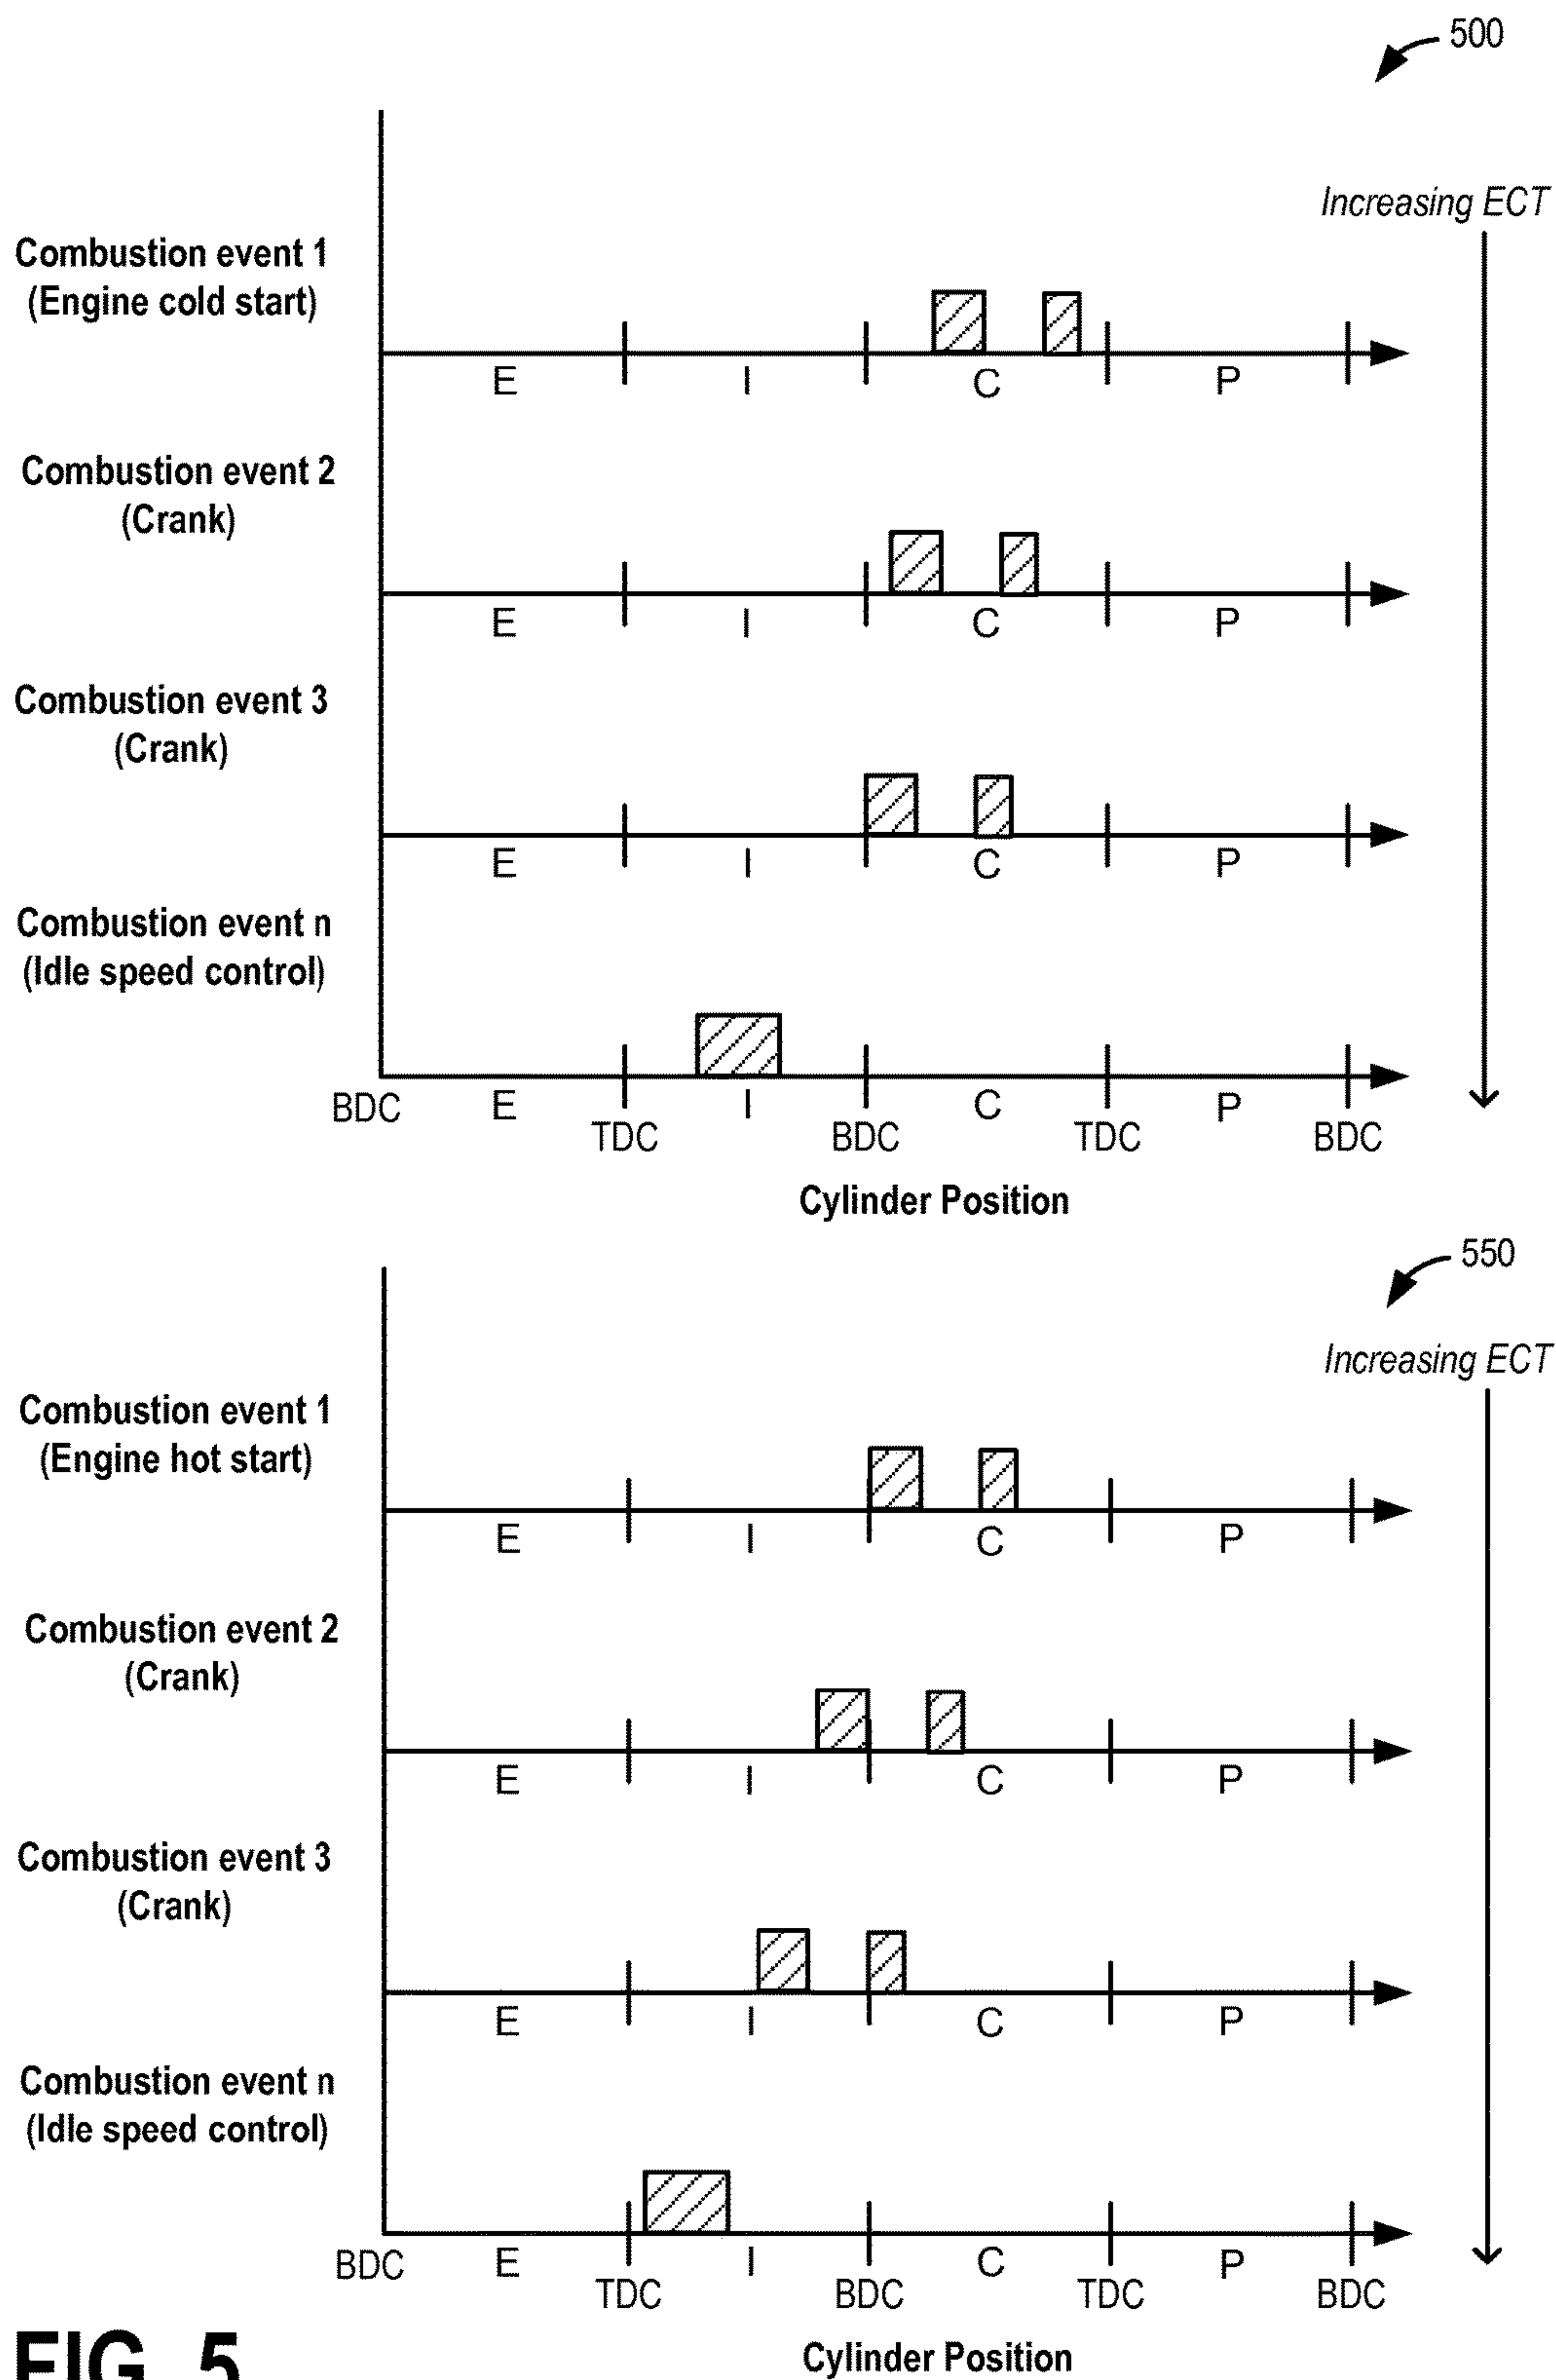 500
Increasing ECT
Combustion event 1
(Engine cold start)
E I C P
Combustion event 2
(Crank)
E I C P
Combustion event 3
(Crank)
E I C P
Combustion event n
(Idle speed control)
BDC E I C P
TDC BDC TDC BDC
Cylinder Position
550
Increasing ECT
Combustion event 1
(Engine hot start)
E I C P
Combustion event 2
(Crank)
E I C P
Combustion event 3
(Crank)
E I C P
Combustion event n
(Idle speed control)
BDC E I C P
TDC BDC TDC BDC
Cylinder Position
FIG. 5